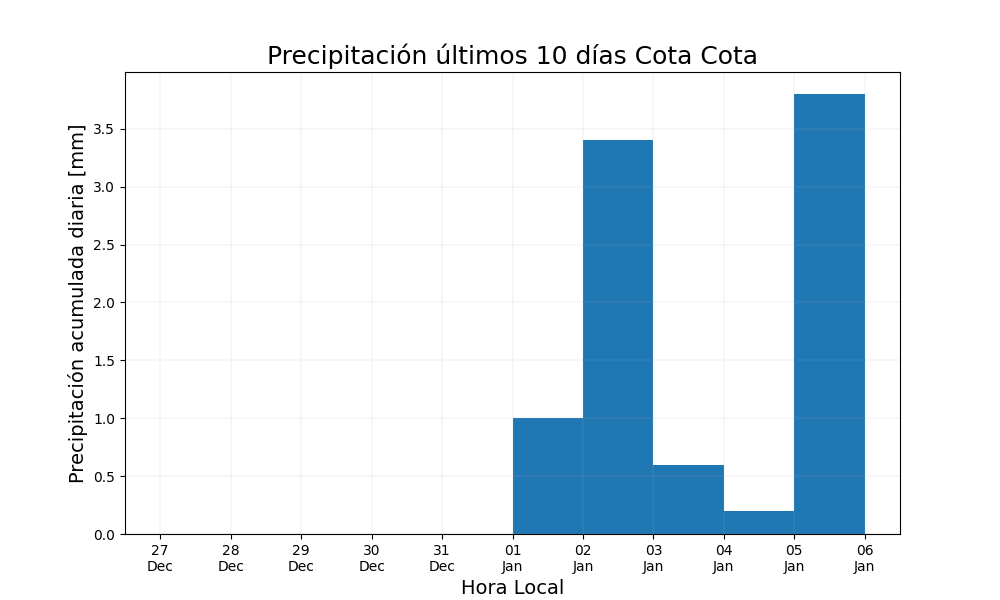 Precipitación últimos 10 días Cota Cota
Precipitación acumulada diaria [mm]
3.5
3.0
2.5
2.0
1.5
1.0
0.5
0.0
27 28 29 30 31 01 02 03 04 05 06
Dec Dec Dec Dec Dec Jan Jan Jan Jan Jan Jan
Hora Local